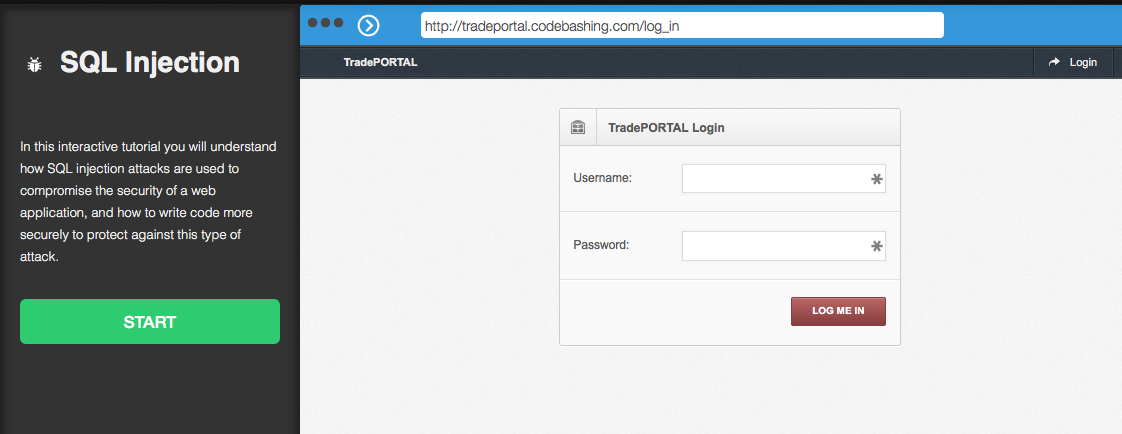 SQL Injection
In this interactive tutorial you will understand
how SQL injection attacks are used to
compromise the security of a web
application, and how to write code more
securely to protect against this type of
attack.
START
http://tradeportal.codebashing.com/log_in
TradePORTAL
Login
TradePORTAL Login
Username:
Password:
LOG ME IN